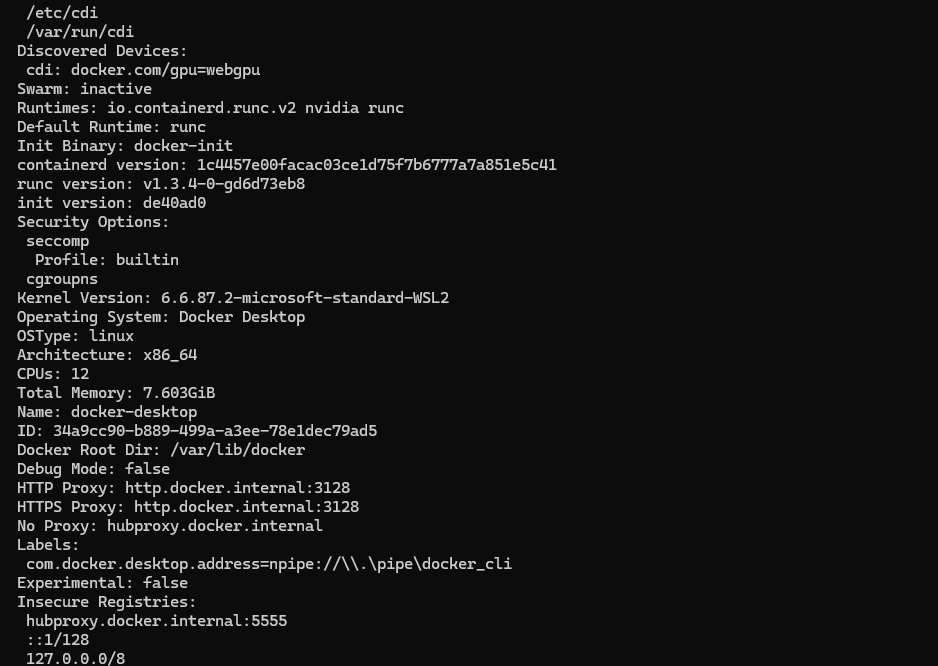 /etc/cdi
/var/run/cdi
Discovered Devices:
cdi: docker.com/gpu=webgpu
Swarm: inactive
Runtimes: io.containerd.runc.v2 nvidia runc
Default Runtime: runc
Init Binary: docker-init
containerd version: 1c4457e00facac03ce1d75f7b6777a7a851e5c41
runc version: v1.3.4-0-gd6d73eb8
init version: de40ad0
Security Options:
seccomp
Profile: builtin
cgroupns
Kernel Version: 6.6.87.2-microsoft-standard-WSL2
Operating System: Docker Desktop
OSType: linux
Architecture: x86_64
CPUs: 12
Total Memory: 7.603GiB
Name: docker-desktop
ID: 34a9cc90-b889-499a-a3ee-78e1dec79ad5
Docker Root Dir: /var/lib/docker
Debug Mode: false
HTTP Proxy: http.docker.internal:3128
HTTPS Proxy: http.docker.internal:3128
No Proxy: hubproxy.docker.internal
Labels:
com.docker.desktop.address=npipe://\\.\pipe\docker_cli
Experimental: false
Insecure Registries:
hubproxy.docker.internal:5555
::1/128
127.0.0.0/8